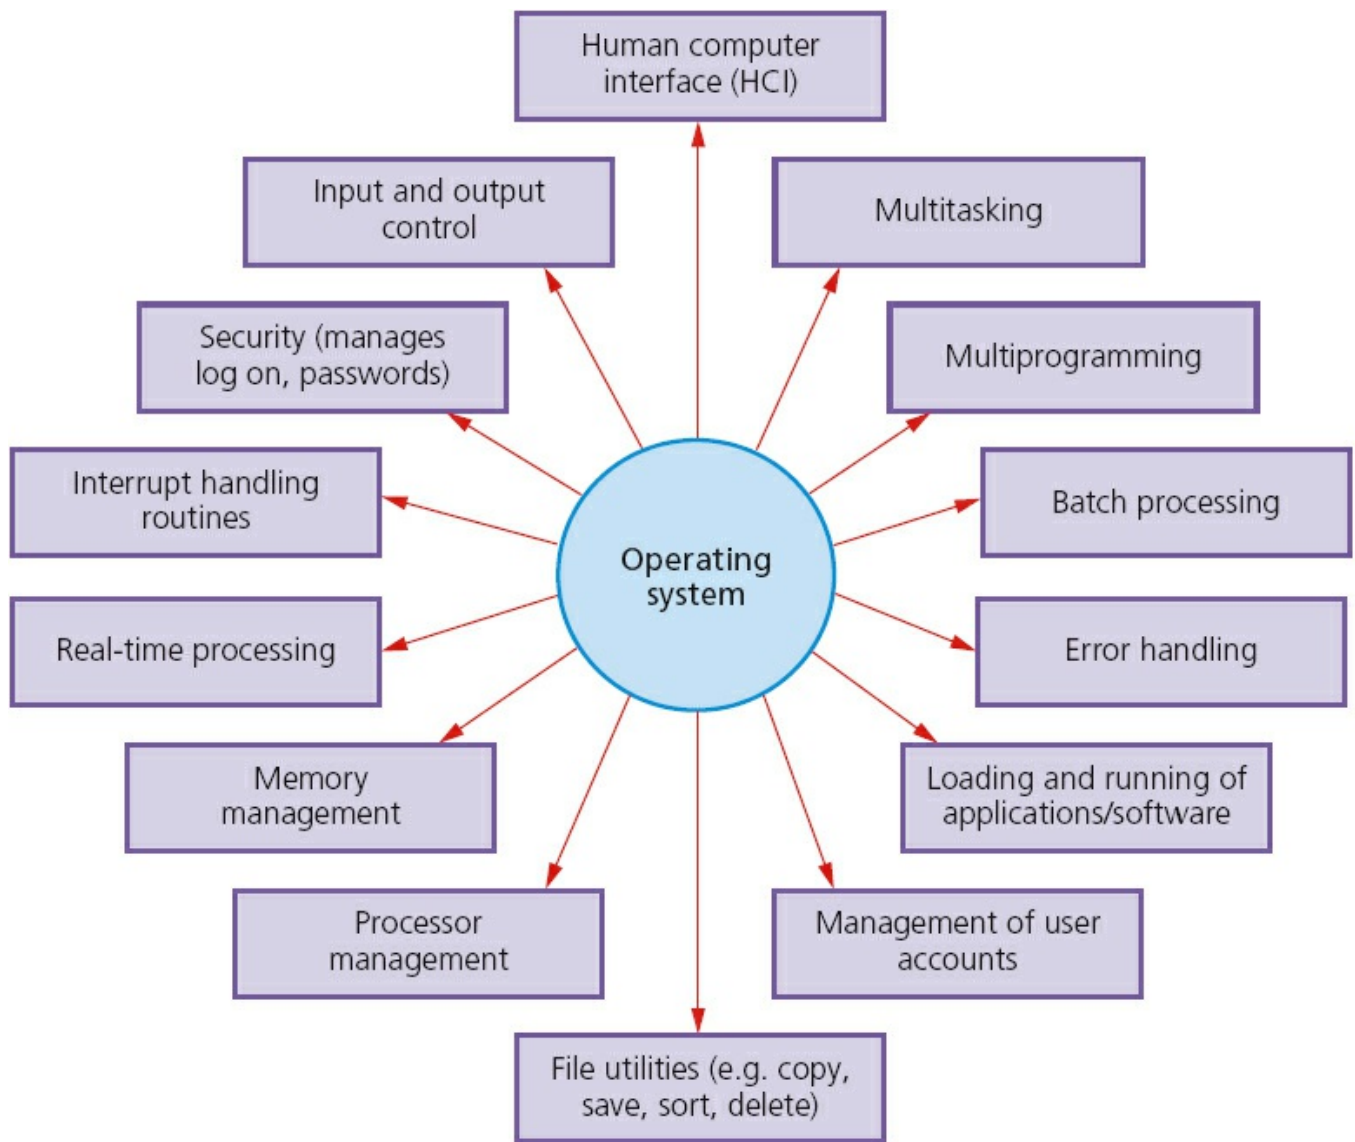 Human computer
interface (HCI)
Input and output
control
Multitasking
Security (manages
log on, passwords)
Multiprogramming
Interrupt handling
routines
Batch processing
Operating
system
Real-time processing
Error handling
Memory
management
Loading and running of
applications/software
Processor
management
Management of user
accounts
File utilities (e.g. copy,
save, sort, delete)